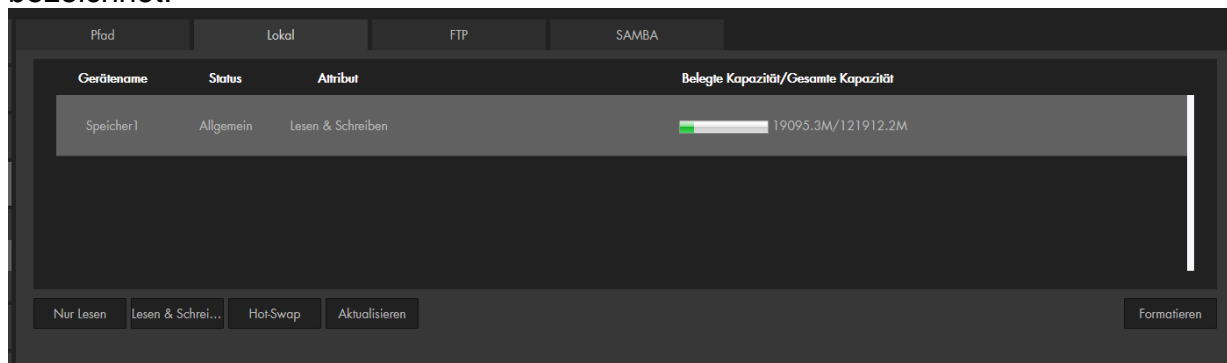 bezeichnet.
Pfad Lokal FTP SAMBA
Gerätename Status Attribut Belegte Kapazität/Gesamte Kapazität
Speicher1 Allgemein Lesen & Schreiben 19095.3M/121912.2M
Nur Lesen Lesen & Schrei... Hot-Swap Aktualisieren Formatieren